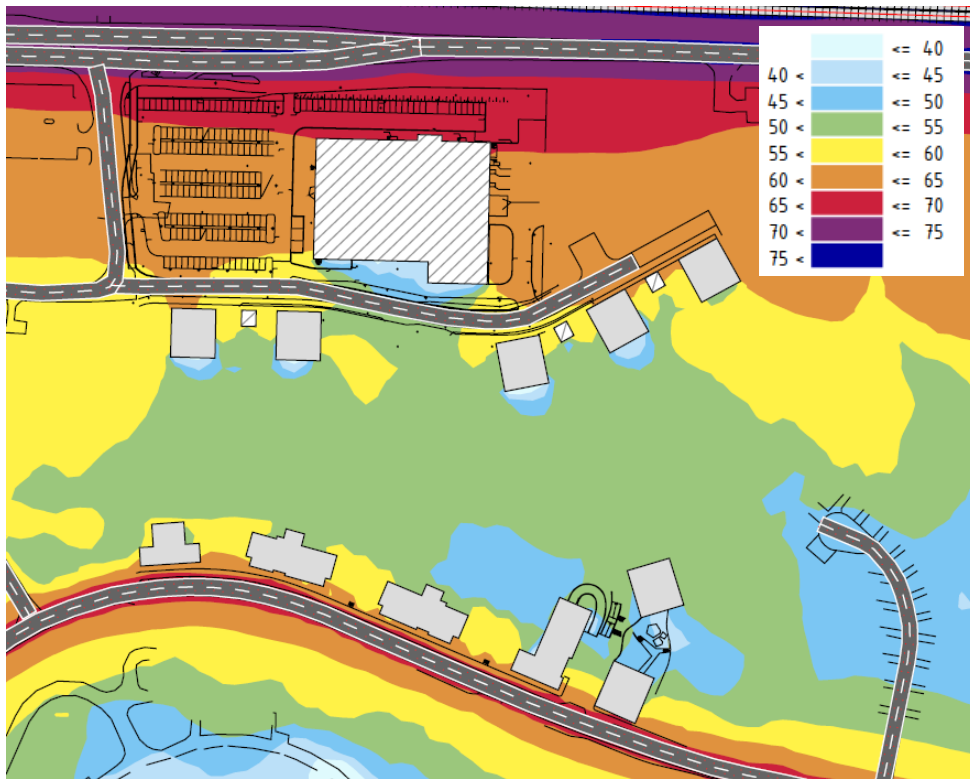 <= 40
40 < <= 45
45 < <= 50
50 < <= 55
55 < <= 60
60 < <= 65
65 < <= 70
70 < <= 75
75 <